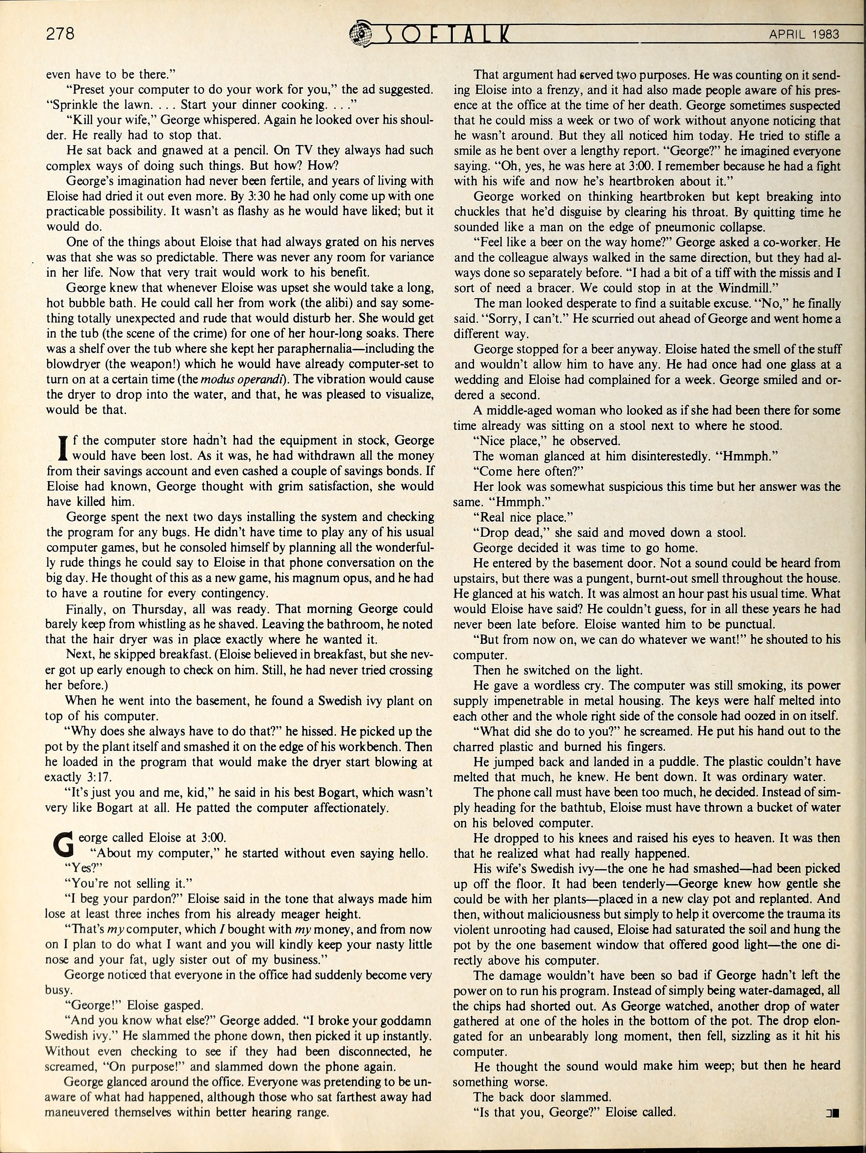 278
SOFTALK
APRIL 1983
even have to be there."
"Preset your computer to do your work for you," the ad suggested.
"Sprinkle the lawn. . . . Start your dinner cooking. . . ."
"Kill your wife," George whispered. Again he looked over his shoul-
der. He really had to stop that.
He sat back and gnawed at a pencil. On TV they always had such
complex ways of doing such things. But how? How?
George's imagination had never been fertile, and years of living with
Eloise had dried it out even more. By 3:30 he had only come up with one
practicable possibility. It wasn't as flashy as he would have liked; but it
would do.
One of the things about Eloise that had always grated on his nerves
was that she was so predictable. There was never any room for variance
in her life. Now that very trait would work to his benefit.
George knew that whenever Eloise was upset she would take a long,
hot bubble bath. He could call her from work (the alibi) and say some-
thing totally unexpected and rude that would disturb her. She would get
in the tub (the scene of the crime) for one of her hour-long soaks. There
was a shelf over the tub where she kept her paraphernalia—including the
blowdryer (the weapon!) which he would have already computer-set to
turn on at a certain time (the modus operandi). The vibration would cause
the dryer to drop into the water, and that, he was pleased to visualize,
would be that.
If the computer store hadn't had the equipment in stock, George
would have been lost. As it was, he had withdrawn all the money
from their savings account and even cashed a couple of savings bonds. If
Eloise had known, George thought with grim satisfaction, she would
have killed him.
George spent the next two days installing the system and checking
the program for any bugs. He didn't have time to play any of his usual
computer games, but he consoled himself by planning all the wonderful-
ly rude things he could say to Eloise in that phone conversation on the
big day. He thought of this as a new game, his magnum opus, and he had
to have a routine for every contingency.
Finally, on Thursday, all was ready. That morning George could
barely keep from whistling as he shaved. Leaving the bathroom, he noted
that the hair dryer was in place exactly where he wanted it.
Next, he skipped breakfast. (Eloise believed in breakfast, but she nev-
er got up early enough to check on him. Still, he had never tried crossing
her before.)
When he went into the basement, he found a Swedish ivy plant on
top of his computer.
"Why does she always have to do that?" he hissed. He picked up the
pot by the plant itself and smashed it on the edge of his workbench. Then
he loaded in the program that would make the dryer start blowing at
exactly 3:17.
"It's just you and me, kid," he said in his best Bogart, which wasn't
very like Bogart at all. He patted the computer affectionately.
George called Eloise at 3:00.
"About my computer," he started without even saying hello.
"Yes?"
"You're not selling it."
"I beg your pardon?" Eloise said in the tone that always made him
lose at least three inches from his already meager height.
"That's my computer, which I bought with my money, and from now
on I plan to do what I want and you will kindly keep your nasty little
nose and your fat, ugly sister out of my business."
George noticed that everyone in the office had suddenly become very
busy.
"George!" Eloise gasped.
"And you know what else?" George added. "I broke your goddamn
Swedish ivy." He slammed the phone down, then picked it up instantly.
Without even checking to see if they had been disconnected, he
screamed, "On purpose!" and slammed down the phone again.
George glanced around the office. Everyone was pretending to be un-
aware of what had happened, although those who sat farthest away had
maneuvered themselves within better hearing range.
That argument had served two purposes. He was counting on it send-
ing Eloise into a frenzy, and it had also made people aware of his pres-
ence at the office at the time of her death. George sometimes suspected
that he could miss a week or two of work without anyone noticing that
he wasn't around. But they all noticed him today. He tried to stifle a
smile as he bent over a lengthy report. "George?" he imagined everyone
saying. "Oh, yes, he was here at 3:00. I remember because he had a fight
with his wife and now he's heartbroken about it."
George worked on thinking heartbroken but kept breaking into
chuckles that he'd disguise by clearing his throat. By quitting time he
sounded like a man on the edge of pneumonic collapse.
"Feel like a beer on the way home?" George asked a co-worker. He
and the colleague always walked in the same direction, but they had al-
ways done so separately before. "I had a bit of a tiff with the missis and I
sort of need a bracer. We could stop in at the Windmill."
The man looked desperate to find a suitable excuse. "No," he finally
said. "Sorry, I can't." He scurried out ahead of George and went home a
different way.
George stopped for a beer anyway. Eloise hated the smell of the stuff
and wouldn't allow him to have any. He had once had one glass at a
wedding and Eloise had complained for a week. George smiled and or-
dered a second.
A middle-aged woman who looked as if she had been there for some
time already was sitting on a stool next to where he stood.
"Nice place," he observed.
The woman glanced at him disinterestedly. "Hmmph."
"Come here often?"
Her look was somewhat suspicious this time but her answer was the
same. "Hmmph."
"Real nice place."
"Drop dead," she said and moved down a stool.
George decided it was time to go home.
He entered by the basement door. Not a sound could be heard from
upstairs, but there was a pungent, burnt-out smell throughout the house.
He glanced at his watch. It was almost an hour past his usual time. What
would Eloise have said? He couldn't guess, for in all these years he had
never been late before. Eloise wanted him to be punctual.
"But from now on, we can do whatever we want!" he shouted to his
computer.
Then he switched on the light.
He gave a wordless cry. The computer was still smoking, its power
supply impenetrable in metal housing. The keys were half melted into
each other and the whole right side of the console had oozed in on itself.
"What did she do to you?" he screamed. He put his hand out to the
charred plastic and burned his fingers.
He jumped back and landed in a puddle. The plastic couldn't have
melted that much, he knew. He bent down. It was ordinary water.
The phone call must have been too much, he decided. Instead of sim-
ply heading for the bathtub, Eloise must have thrown a bucket of water
on his beloved computer.
He dropped to his knees and raised his eyes to heaven. It was then
that he realized what had really happened.
His wife's Swedish ivy—the one he had smashed—had been picked
up off the floor. It had been tenderly—George knew how gentle she
could be with her plants—placed in a new clay pot and replanted. And
then, without maliciousness but simply to help it overcome the trauma its
violent unrooting had caused, Eloise had saturated the soil and hung the
pot by the one basement window that offered good light—the one di-
rectly above his computer.
The damage wouldn't have been so bad if George hadn't left the
power on to run his program. Instead of simply being water-damaged, all
the chips had shorted out. As George watched, another drop of water
gathered at one of the holes in the bottom of the pot. The drop elon-
gated for an unbearably long moment, then fell, sizzling as it hit his
computer.
He thought the sound would make him weep; but then he heard
something worse.
The back door slammed.
"Is that you, George?" Eloise called.